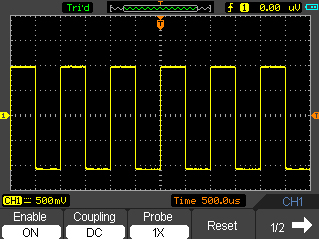 Tri'd T 1 0.00 uV
T
1 T
CH1 500mV Time 500.0us CH1
Enable Coupling Probe Reset 1/2
ON DC 1X